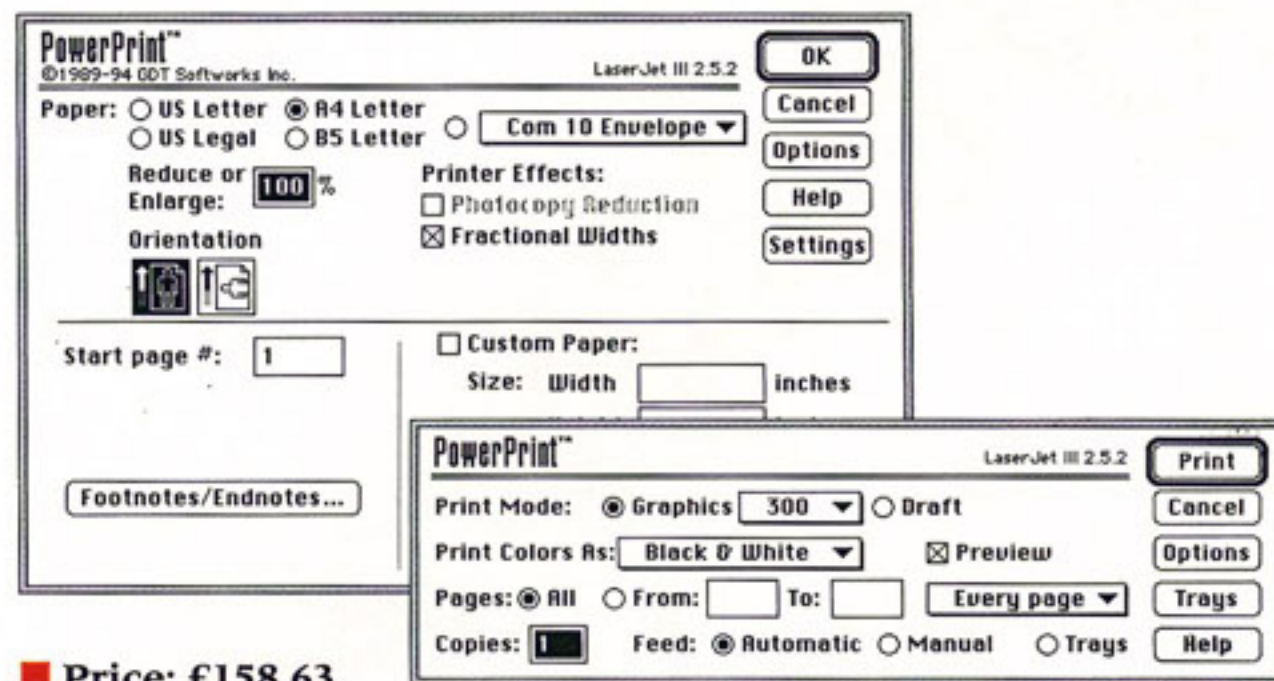 PowerPrint™
©1989-94 GDT Softworks Inc.
LaserJet III 2.5.2
OK
Paper: US Letter A4 Letter
US Legal B5 Letter
Com 10 Envelope
Cancel
Options
Reduce or
Enlarge: 100 %
Printer Effects:
Photocopy Reduction
Fractional Widths
Help
Settings
Orientation
Start page #: 1
Custom Paper:
Size: Width inches
Footnotes/Endnotes...
PowerPrint™
LaserJet III 2.5.2
Print
Print Mode: Graphics 300 Draft
Cancel
Print Colors As: Black & White Preview
Options
Pages: All From: To: Every page
Trays
Copies: 1 Feed: Automatic Manual Trays
Help
Price: £158.63